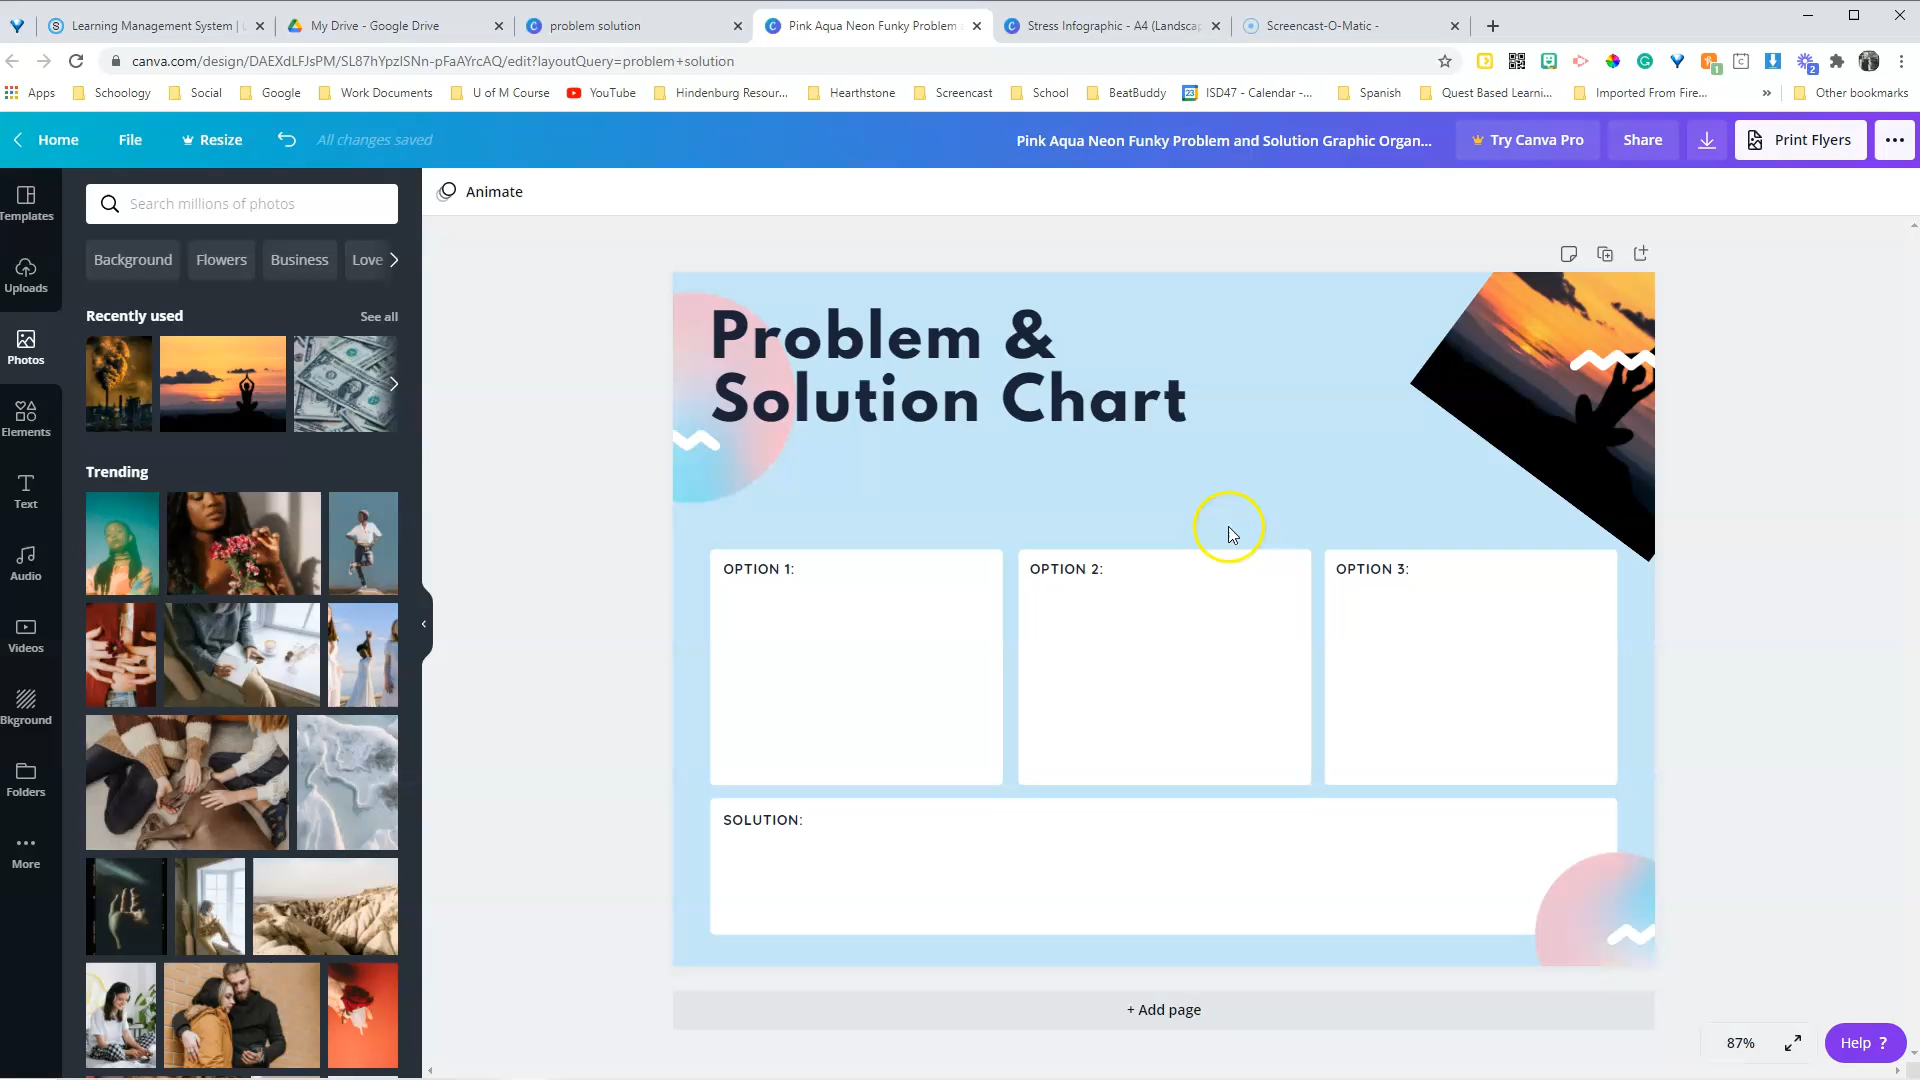 Learning Management System |
My Drive - Google Drive
problem solution
Pink Aqua Neon Funky Problem
Stress Infographic - A4 (Landscap
Screencast-O-Matic -
canva.com/design/DAEXdLFJsPM/SL87hYpzISNn-pFaAYrcAQ/edit?layoutQuery=problem+solution
1
2
Apps
Schoology
Social
Google
Work Documents
U of M Course
YouTube
Hindenburg Resour...
Hearthstone
Screencast
School
BeatBuddy
ISD47 - Calendar -...
Spanish
Quest Based Learni...
Imported From Fire...
»
Other bookmarks
Home
File
Resize
All changes saved
Pink Aqua Neon Funky Problem and Solution Graphic Organ...
Try Canva Pro
Share
Print Flyers
Templates
Uploads
Photos
Elements
Text
Audio
Videos
Bkground
Folders
More
Search millions of photos
Background
Flowers
Business
Love
Recently used
See all
Trending
Animate
Problem &
Solution Chart
OPTION 1:
OPTION 2:
OPTION 3:
SOLUTION:
+ Add page
87%
Help ?